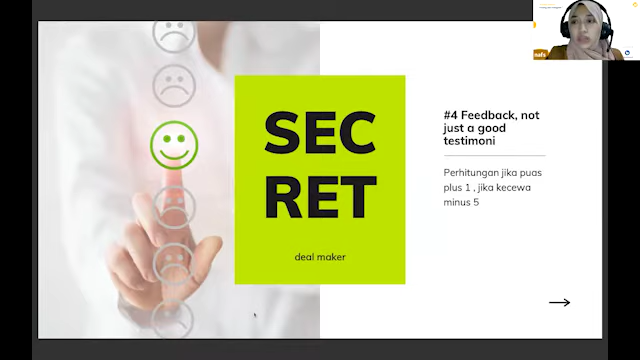 SEC
RET
deal maker
#4 Feedback, not
just a good
testimoni
Perhitungan jika puas
plus 1 , jika kecewa
minus 5
nafs